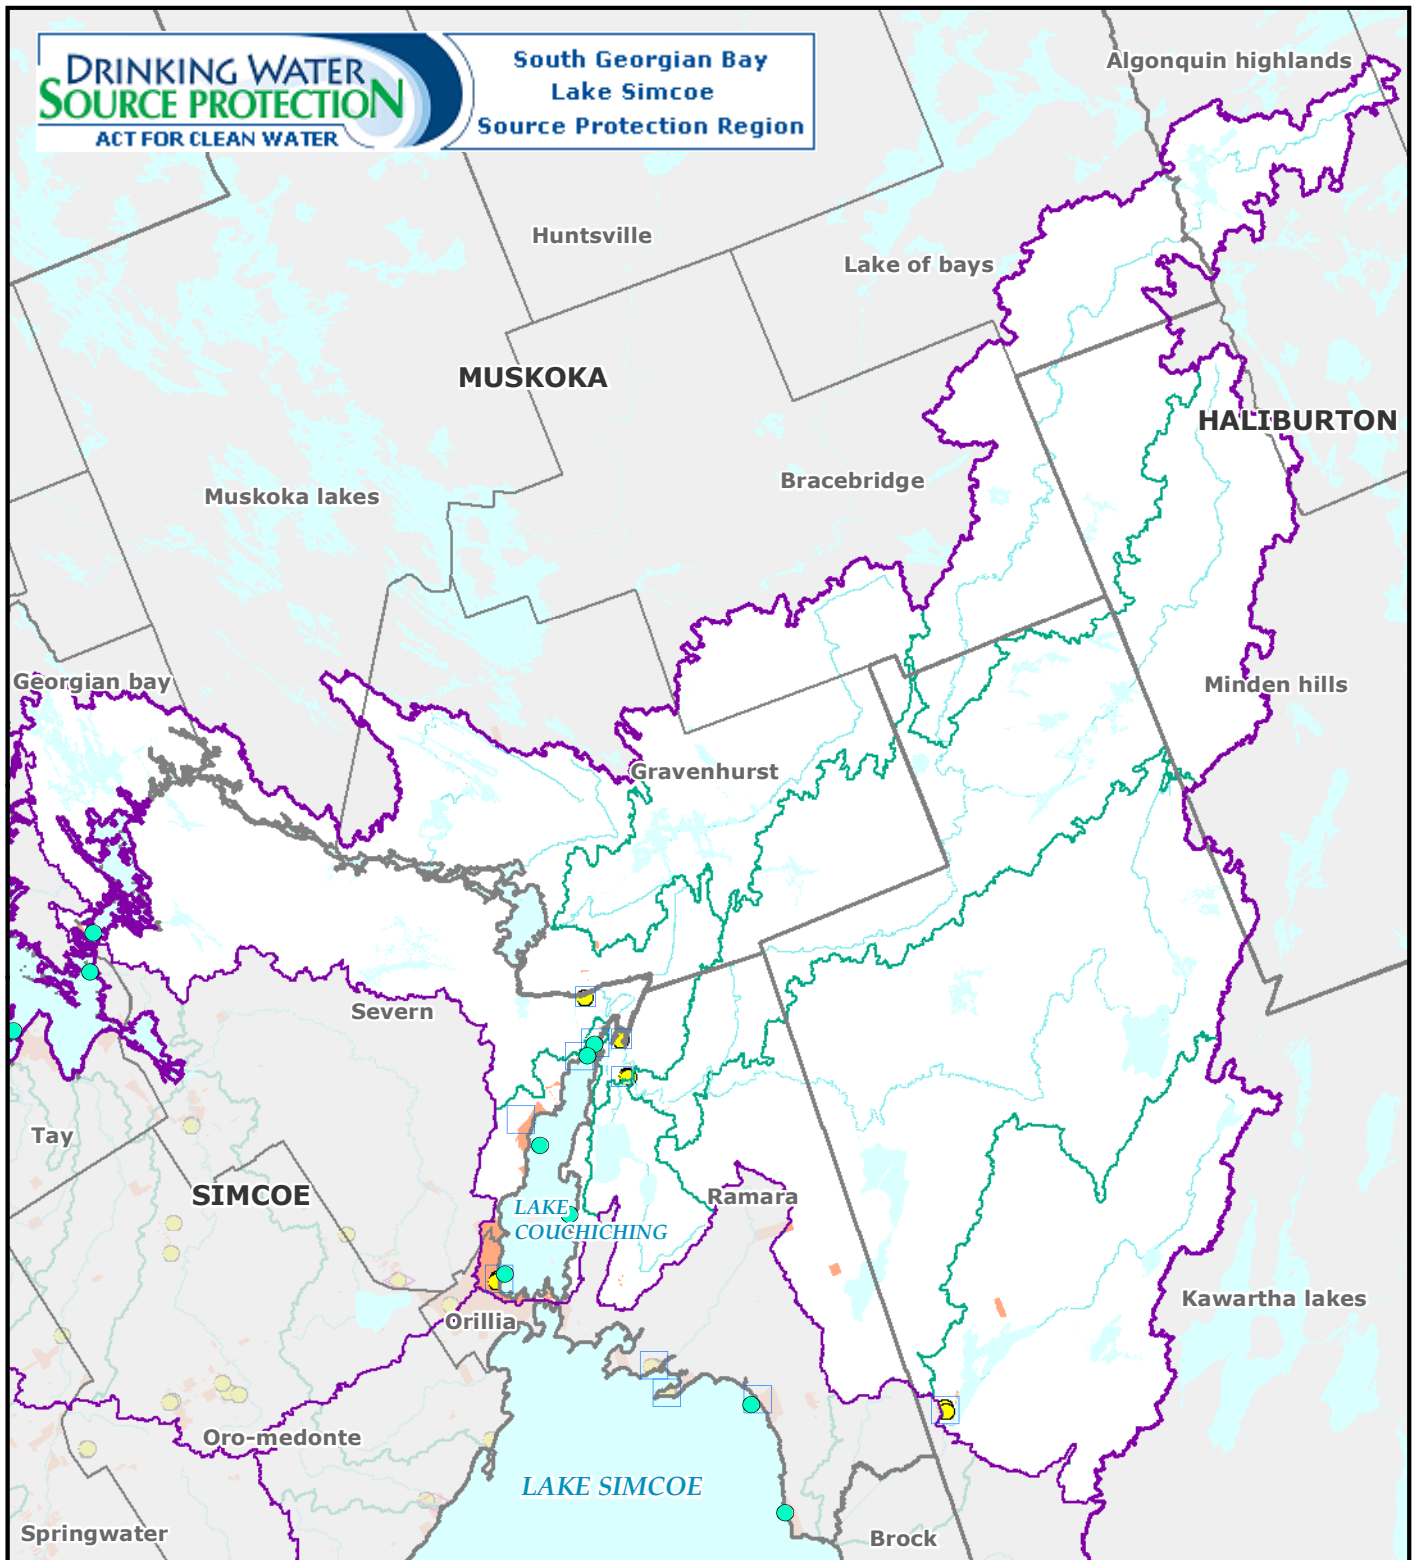 DRINKING WATER
SOURCE PROTECTION
ACT FOR CLEAN WATER
South Georgian Bay
Lake Simcoe
Source Protection Region
Algonquin highlands
Huntsville
Lake of bays
MUSKOKA
HALIBURTON
Bracebridge
Muskoka lakes
Georgian bay
Minden hills
Gravenhurst
Severn
Tay
SIMCOE
Ramara
LAKE
COUCHICHING
Kawartha lakes
Orillia
Oro-medonte
LAKE SIMCOE
Springwater
Brock